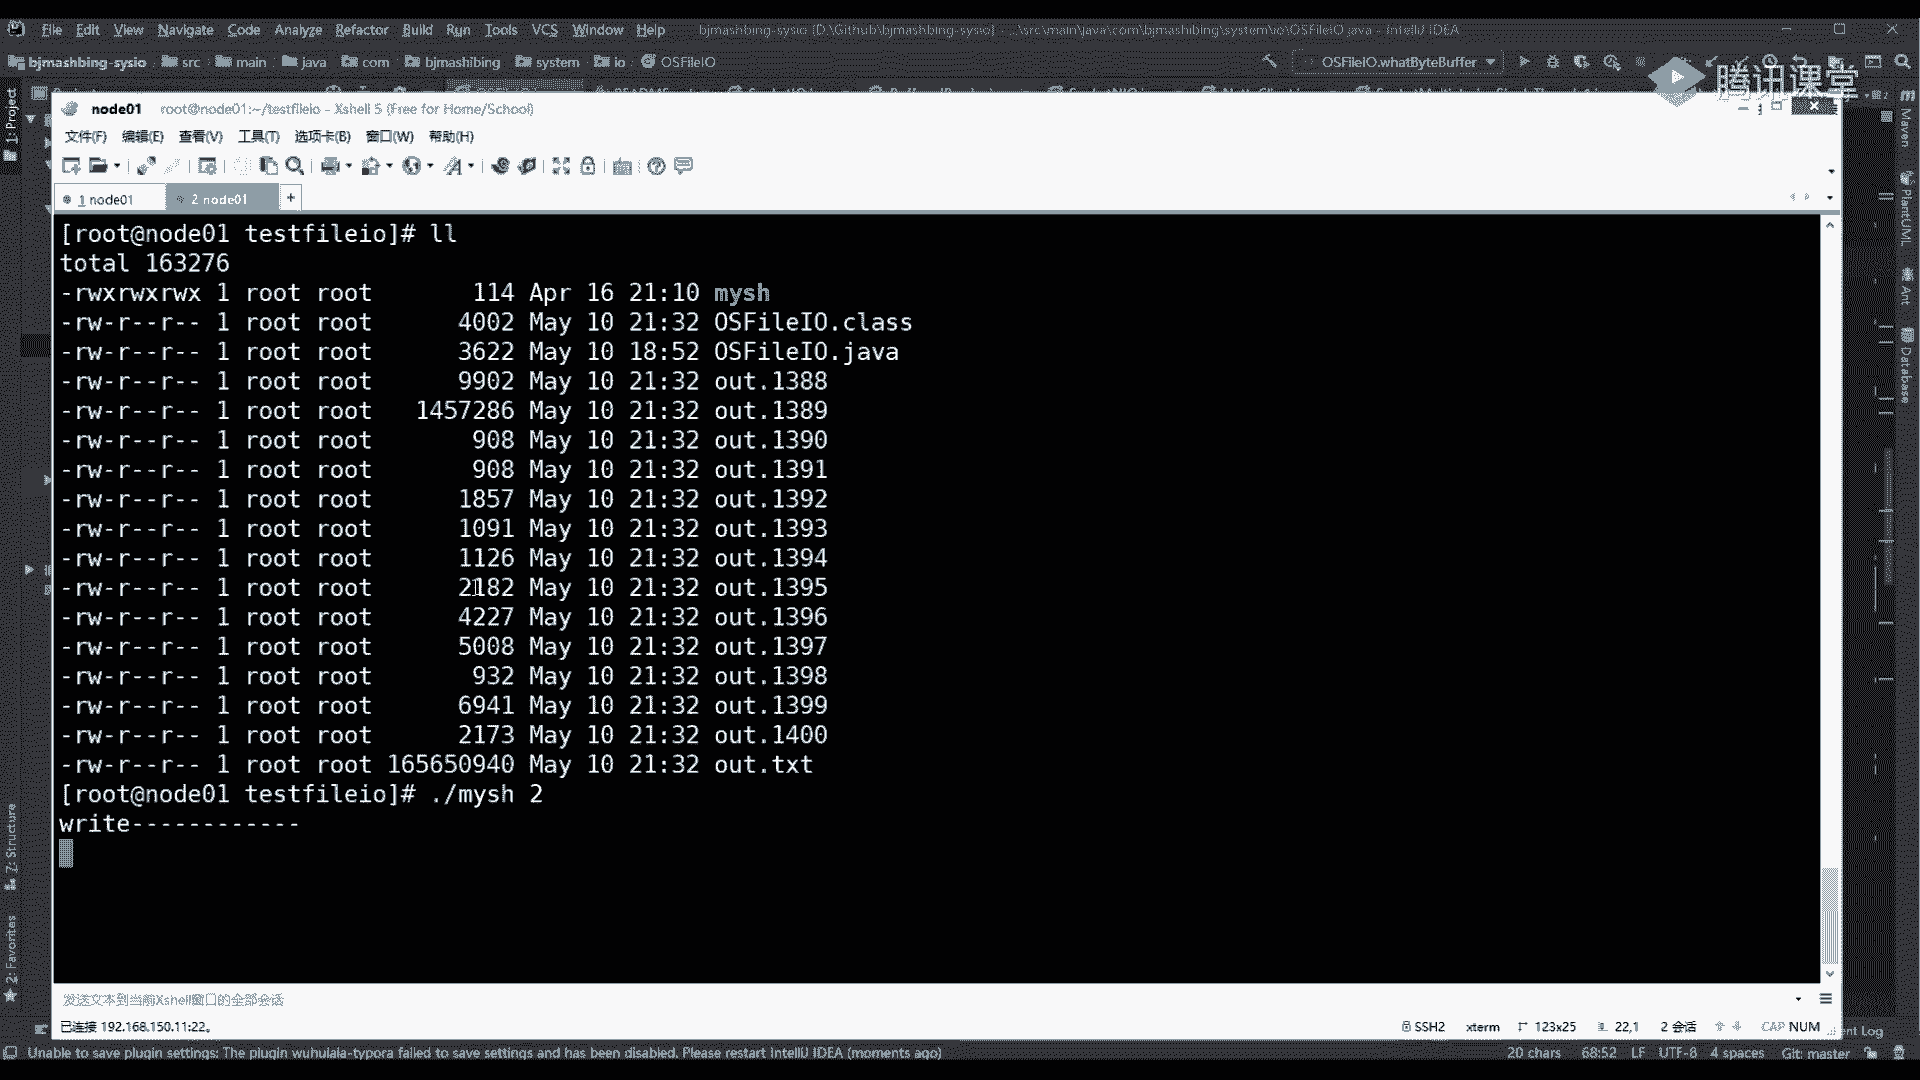 File Edit View Navigate Code Analyze Refactor Build Run Tools VCS Window Help bjmashbing-sysio [D:\Github\bjmashbing-sysio] - ...\src\main\java\com\bjmashibing\system\io\OSFileIO.java - IntelliJ IDEA
bjmashbing-sysio src main java com bjmashibing system io OSFileIO OSFileIO.whatByteBuffer
腾讯课堂
1: Project
node01 root@node01:~/testfileio - Xshell 5 (Free for Home/School)
文件(F) 编辑(E) 查看(V) 工具(T) 选项卡(B) 窗口(W) 帮助(H)
1 node01 2 node01 +
[root@node01 testfileio]# ll
total 163276
-rwxrwxrwx 1 root root 114 Apr 16 21:10 mysh
-rw-r--r-- 1 root root 4002 May 10 21:32 OSFileIO.class
-rw-r--r-- 1 root root 3622 May 10 18:52 OSFileIO.java
-rw-r--r-- 1 root root 9902 May 10 21:32 out.1388
-rw-r--r-- 1 root root 1457286 May 10 21:32 out.1389
-rw-r--r-- 1 root root 908 May 10 21:32 out.1390
-rw-r--r-- 1 root root 908 May 10 21:32 out.1391
-rw-r--r-- 1 root root 1857 May 10 21:32 out.1392
-rw-r--r-- 1 root root 1091 May 10 21:32 out.1393
-rw-r--r-- 1 root root 1126 May 10 21:32 out.1394
-rw-r--r-- 1 root root 2182 May 10 21:32 out.1395
-rw-r--r-- 1 root root 4227 May 10 21:32 out.1396
-rw-r--r-- 1 root root 5008 May 10 21:32 out.1397
-rw-r--r-- 1 root root 932 May 10 21:32 out.1398
-rw-r--r-- 1 root root 6941 May 10 21:32 out.1399
-rw-r--r-- 1 root root 2173 May 10 21:32 out.1400
-rw-r--r-- 1 root root 165650940 May 10 21:32 out.txt
[root@node01 testfileio]# ./mysh 2
write------------
发送文本到当前Xshell窗口的全部会话
已连接 192.168.150.11:22。 SSH2 xterm 123x25 22,1 2 会话 CAP NUM
Maven
PlantUML
Ant
Database
7: Structure
2: Favorites
ent Log
Unable to save plugin settings: The plugin wuhulala-typora failed to save settings and has been disabled. Please restart IntelliJ IDEA (moments ago) 20 chars 68:52 LF UTF-8 4 spaces Git: master